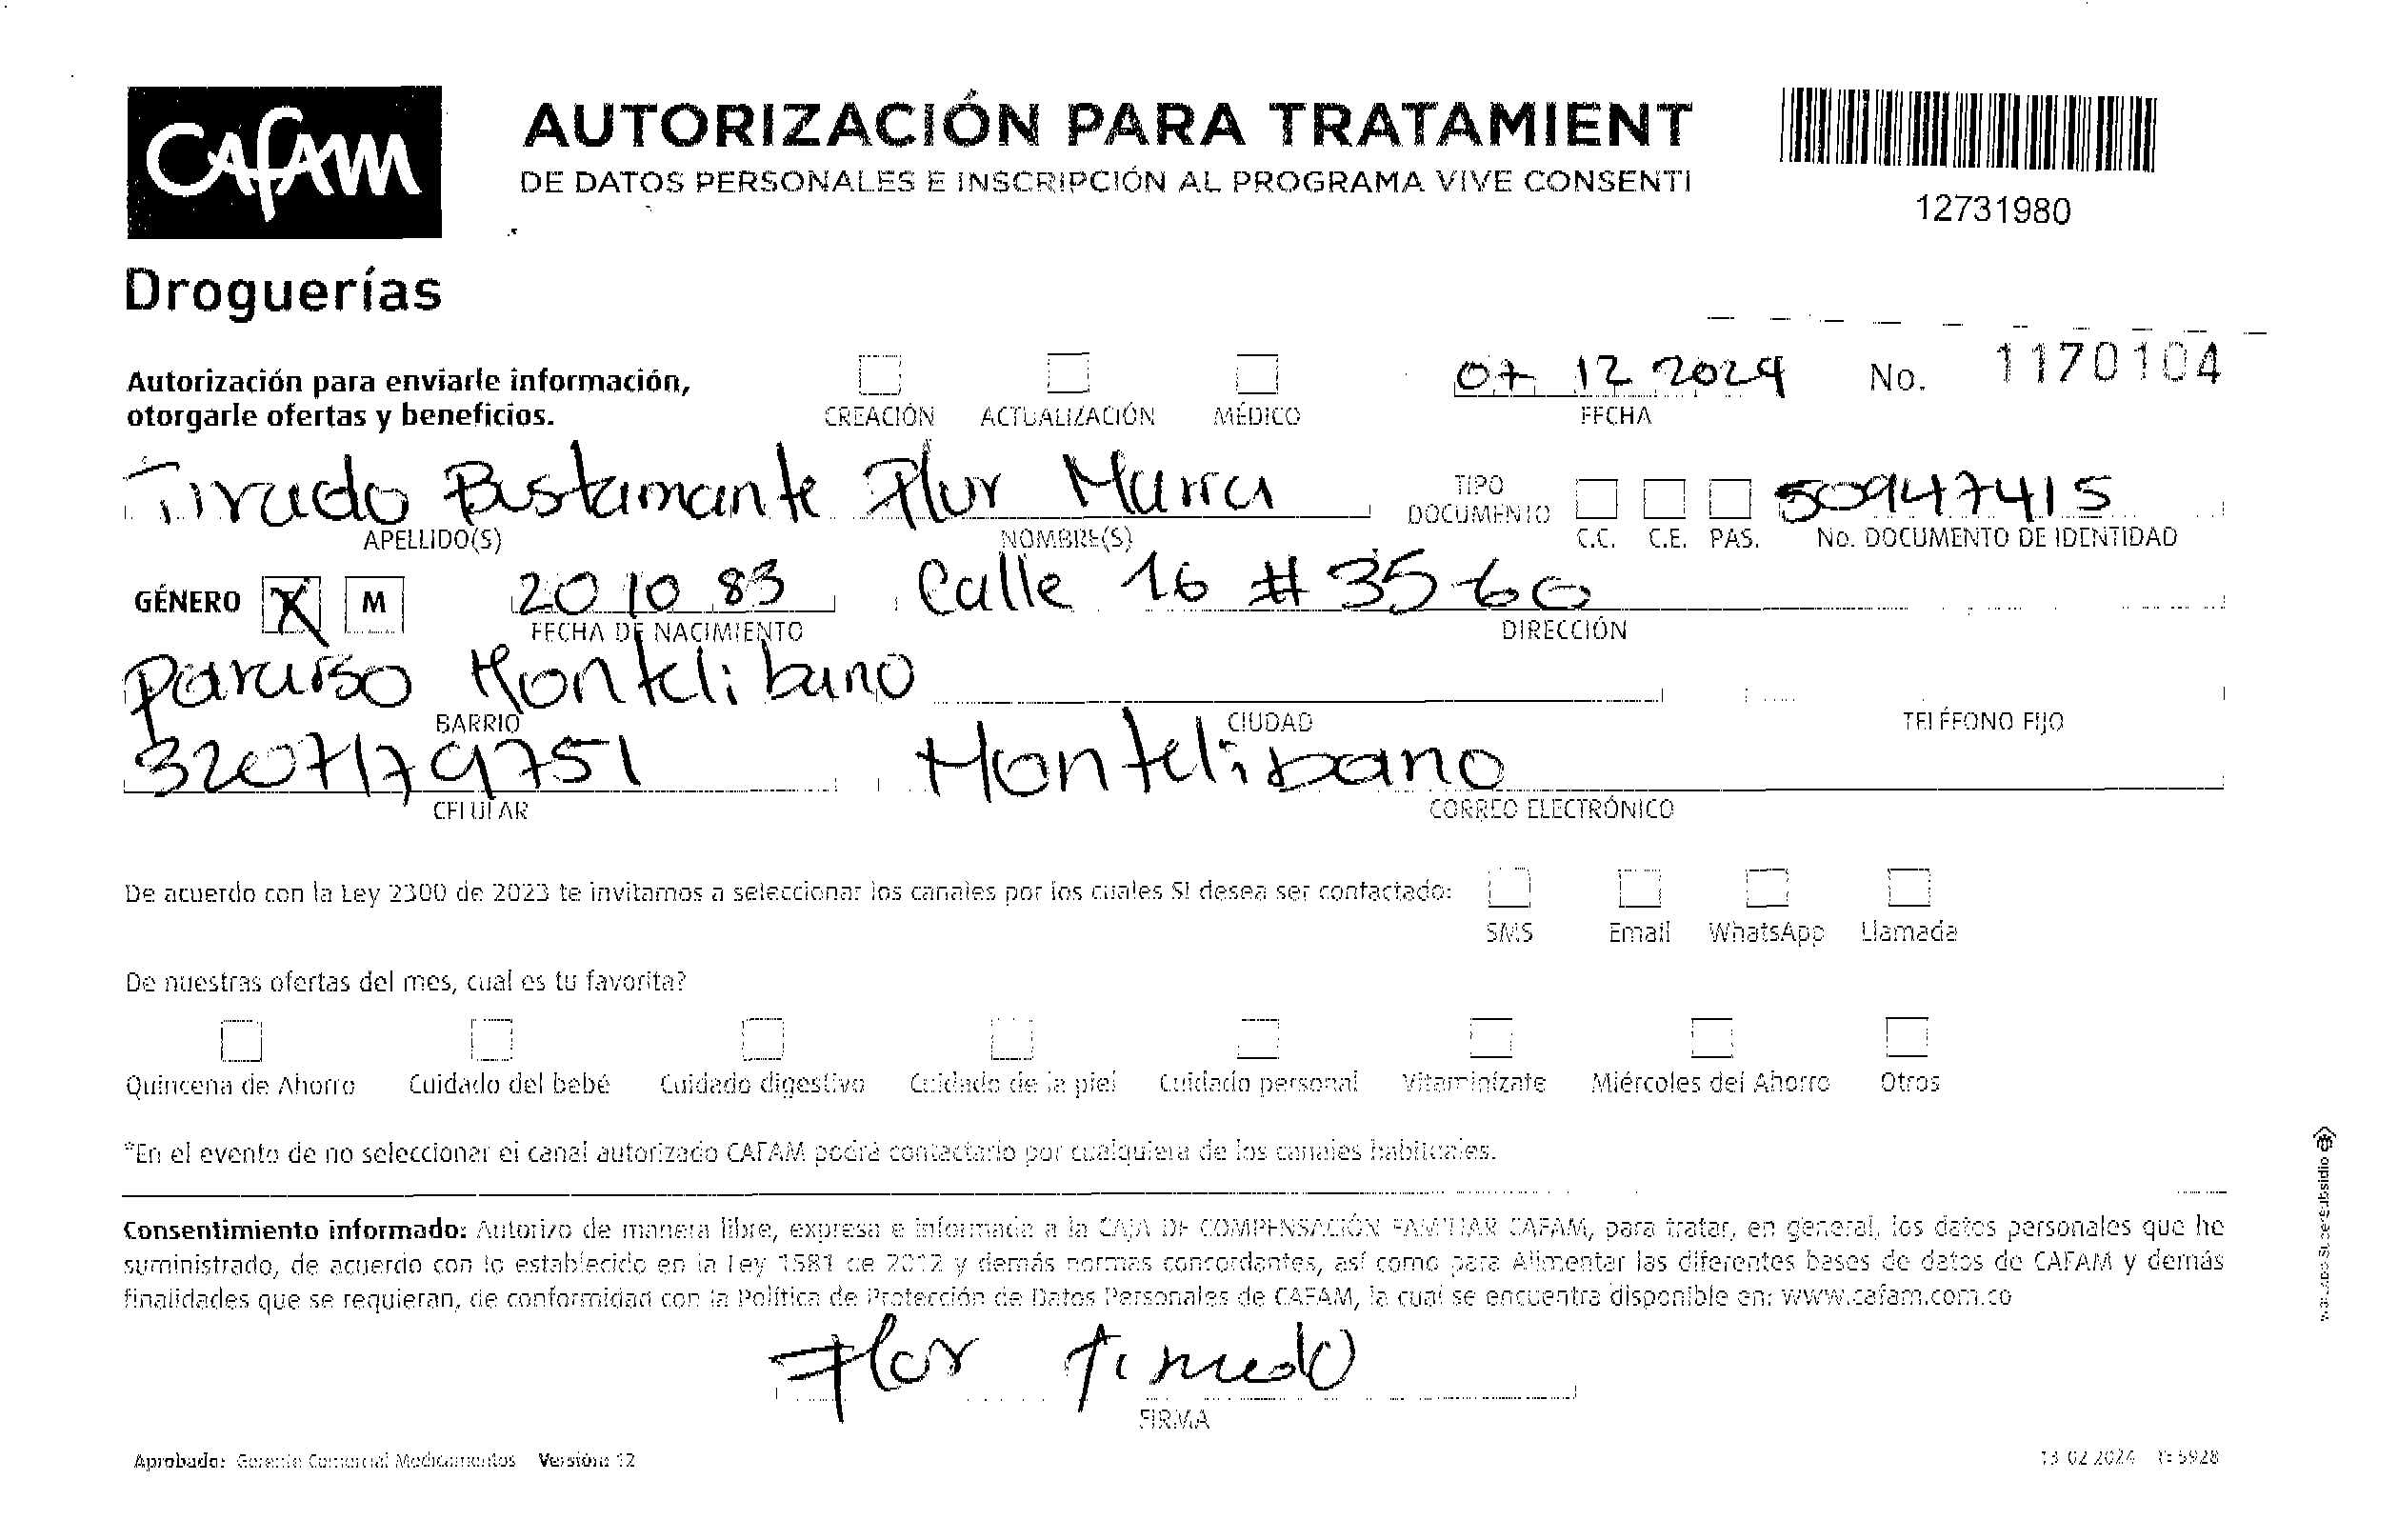 CAFAM
AUTORIZACIÓN PARA TRATAMIENT
DE DATOS PERSONALES E INSCRIPCIÓN AL PROGRAMA VIVE CONSENTI
12731980
Droguerías
Autorización para enviarle información,
otorgarle ofertas y beneficios.
CREACIÓN ACTUALIZACIÓN MÉDICO
07 12 2024
FECHA
No. 1170104
Tirado Bustamante Flor Maria
APELLIDO(S) NOMBRE(S)
TIPO
DOCUMENTO
C.C. C.E. PAS.
50947415
No. DOCUMENTO DE IDENTIDAD
GÉNERO X M
20 10 83
FECHA DE NACIMIENTO
Calle 16 # 35-60
DIRECCIÓN
Paraiso Montelibano
BARRIO CIUDAD TELÉFONO FIJO
3207179751 Montelibano
CELULAR CORREO ELECTRÓNICO
De acuerdo con la Ley 2300 de 2023 te invitamos a seleccionar los canales por los cuales SI desea ser contactado:
SMS Email WhatsApp Llamada
De nuestras ofertas del mes, cual es tu favorita?
Quincena de Ahorro Cuidado del bebé Cuidado digestivo Cuidado de la piel Cuidado personal Vitaminízate Miércoles del Ahorro Otros
*En el evento de no seleccionar el canal autorizado CAFAM podrá contactarlo por cualquiera de los canales habituales.
Consentimiento informado: Autorizo de manera libre, expresa e informada a la CAJA DE COMPENSACIÓN FAMILIAR CAFAM, para tratar, en general, los datos personales que he
suministrado, de acuerdo con lo establecido en la Ley 1581 de 2012 y demás normas concordantes, así como para Alimentar las diferentes bases de datos de CAFAM y demás
finalidades que se requieran, de conformidad con la Política de Protección de Datos Personales de CAFAM, la cual se encuentra disponible en: www.cafam.com.co
Flor Tirado
FIRMA
Aprobado: Gerente Comercial Medicamentos Versión: 12
13 02 2024
VIGILADO SuperSubsidio